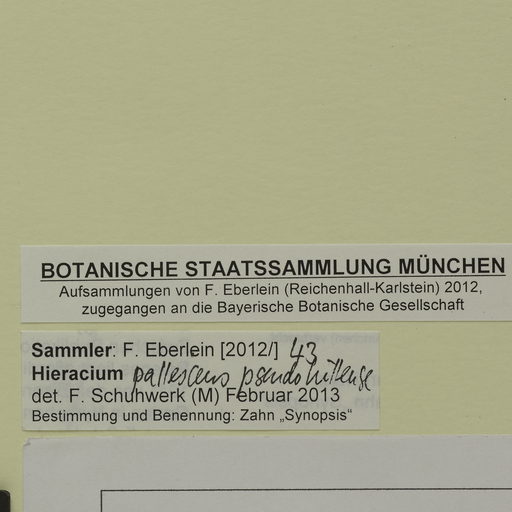 BOTANISCHE STAATSSAMMLUNG MÜNCHEN
Aufsammlungen von F. Eberlein (Reichenhall-Karlstein) 2012,
zugegangen an die Bayerische Botanische Gesellschaft
Sammler: F. Eberlein [2012/] 43
Hieracium pallescens pseudohittense
det. F. Schuhwerk (M) Februar 2013
Bestimmung und Benennung: Zahn „Synopsis“